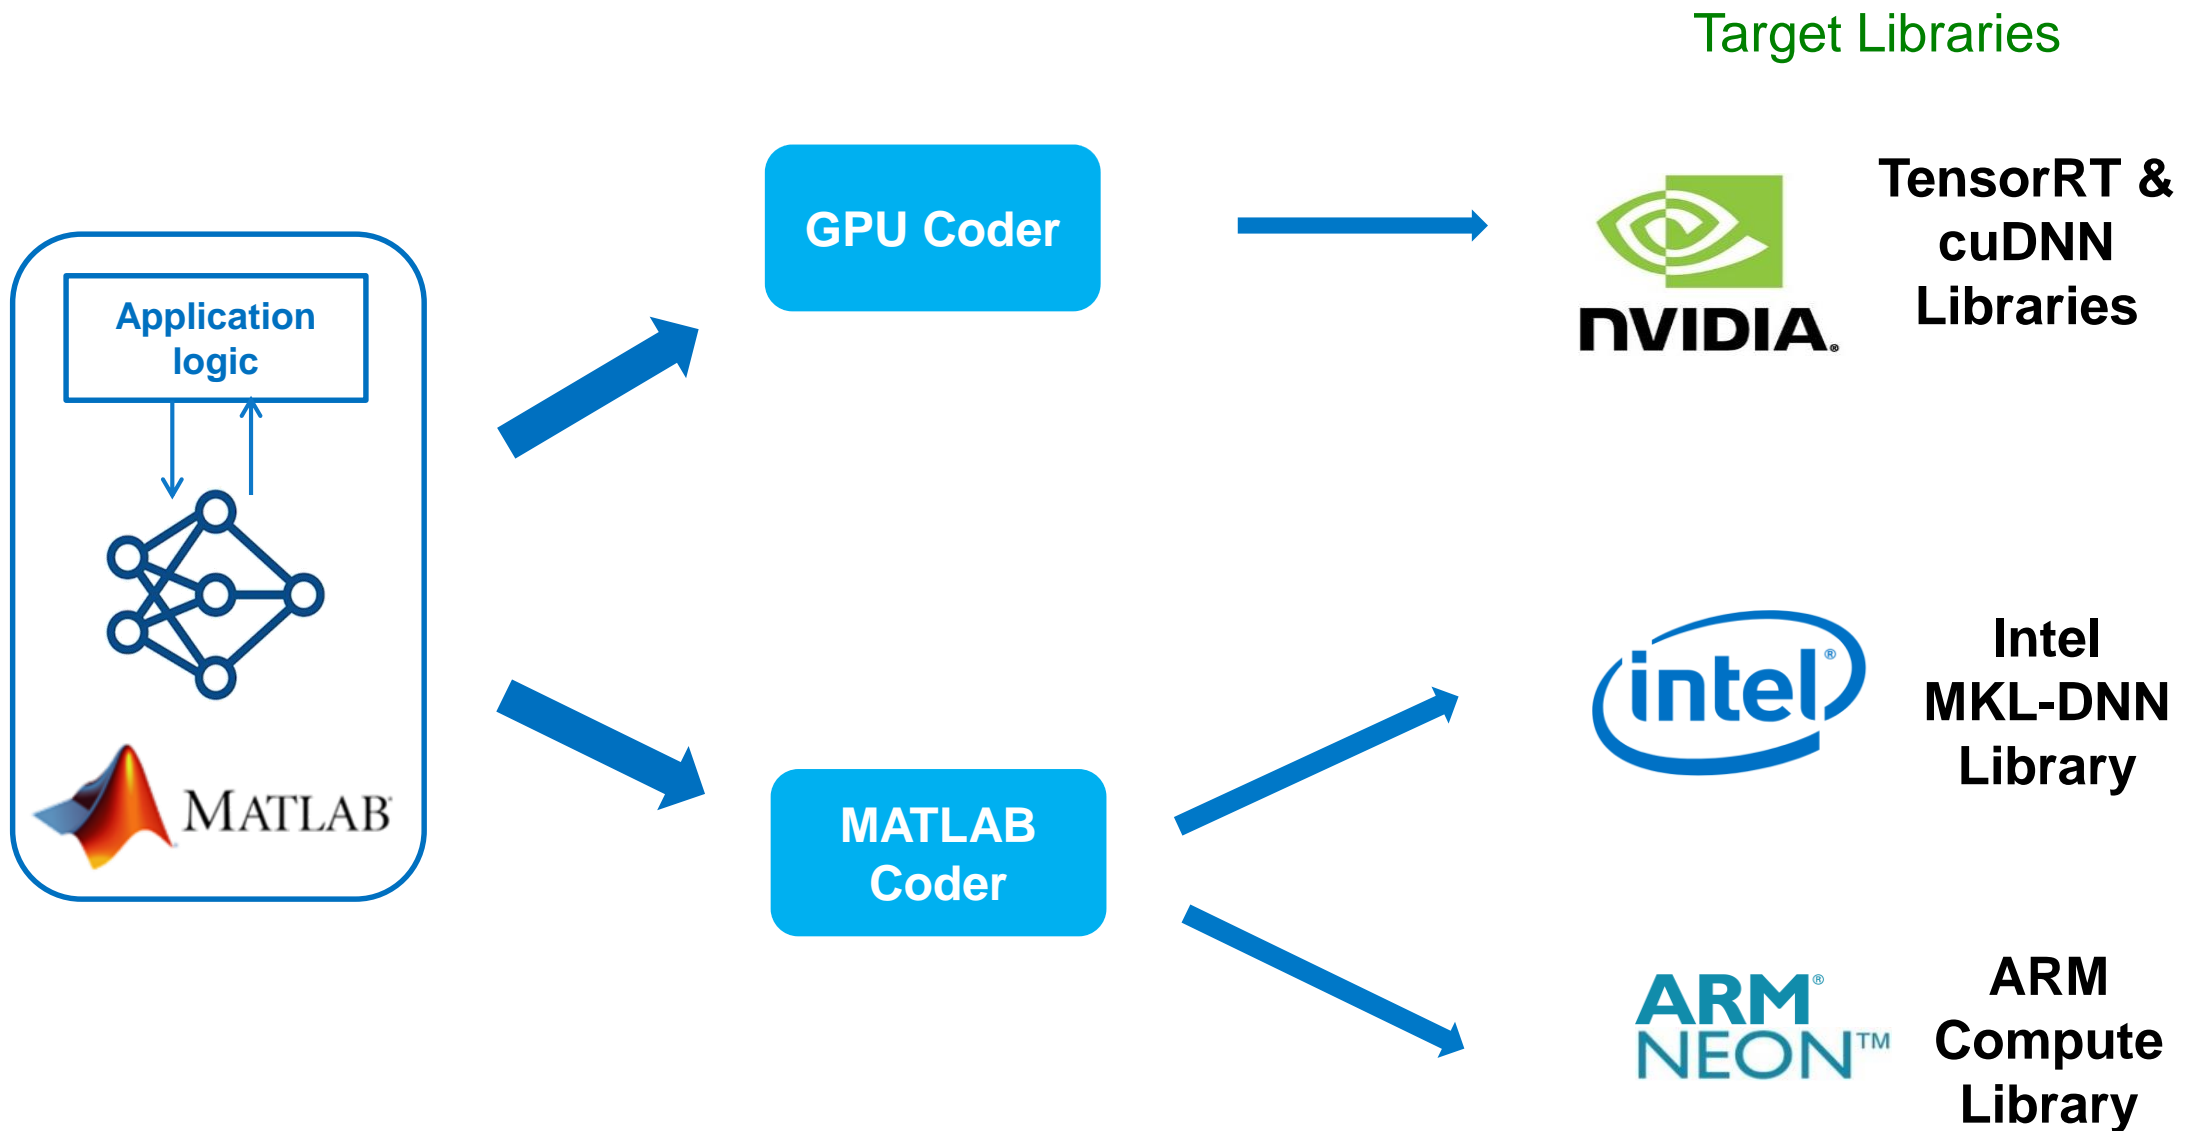 Target Libraries
GPU Coder
NVIDIA®
TensorRT &
cuDNN
Libraries
Application
logic
MATLAB®
MATLAB
Coder
intel®
Intel
MKL-DNN
Library
ARM®
NEON™
ARM
Compute
Library